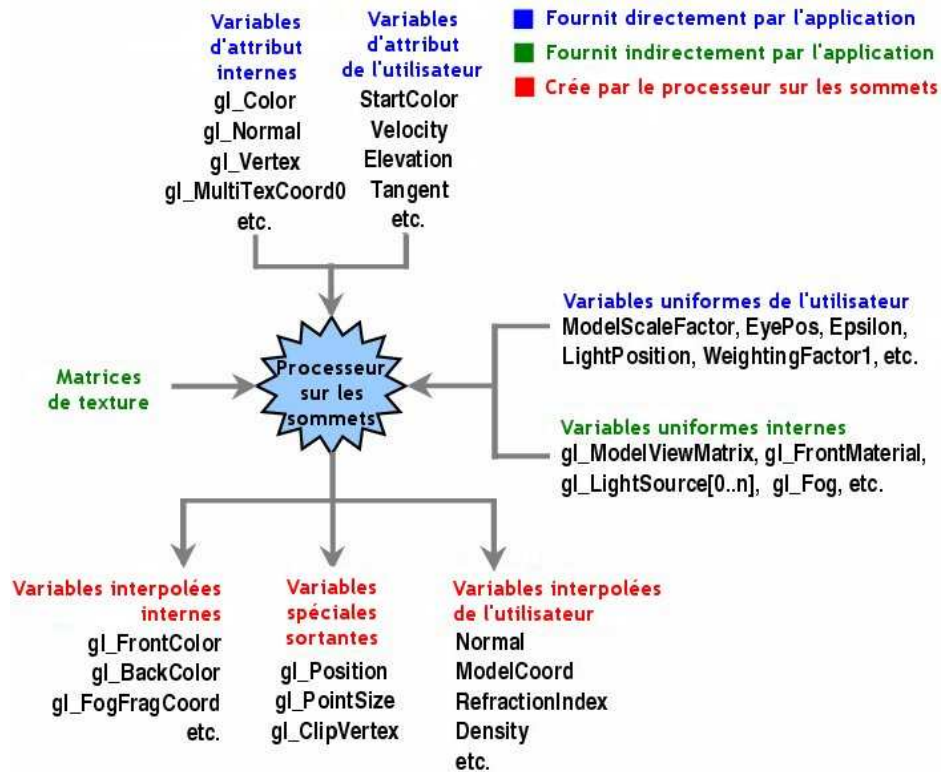 Variables
d'attribut
internes
gl_Color
gl_Normal
gl_Vertex
gl_MultiTexCoord0
etc.
Variables
d'attribut
de l'utilisateur
StartColor
Velocity
Elevation
Tangent
etc.
Fournit directement par l'application
Fournit indirectement par l'application
Crée par le processeur sur les sommets
Matrices
de texture
Processeur
sur les
sommets
Variables uniformes de l'utilisateur
ModelScaleFactor, EyePos, Epsilon,
LightPosition, WeightingFactor1, etc.
Variables uniformes internes
gl_ModelViewMatrix, gl_FrontMaterial,
gl_LightSource[0..n], gl_Fog, etc.
Variables interpolées
internes
gl_FrontColor
gl_BackColor
gl_FogFragCoord
etc.
Variables
spéciales
sortantes
gl_Position
gl_PointSize
gl_ClipVertex
Variables interpolées
de l'utilisateur
Normal
ModelCoord
RefractionIndex
Density
etc.